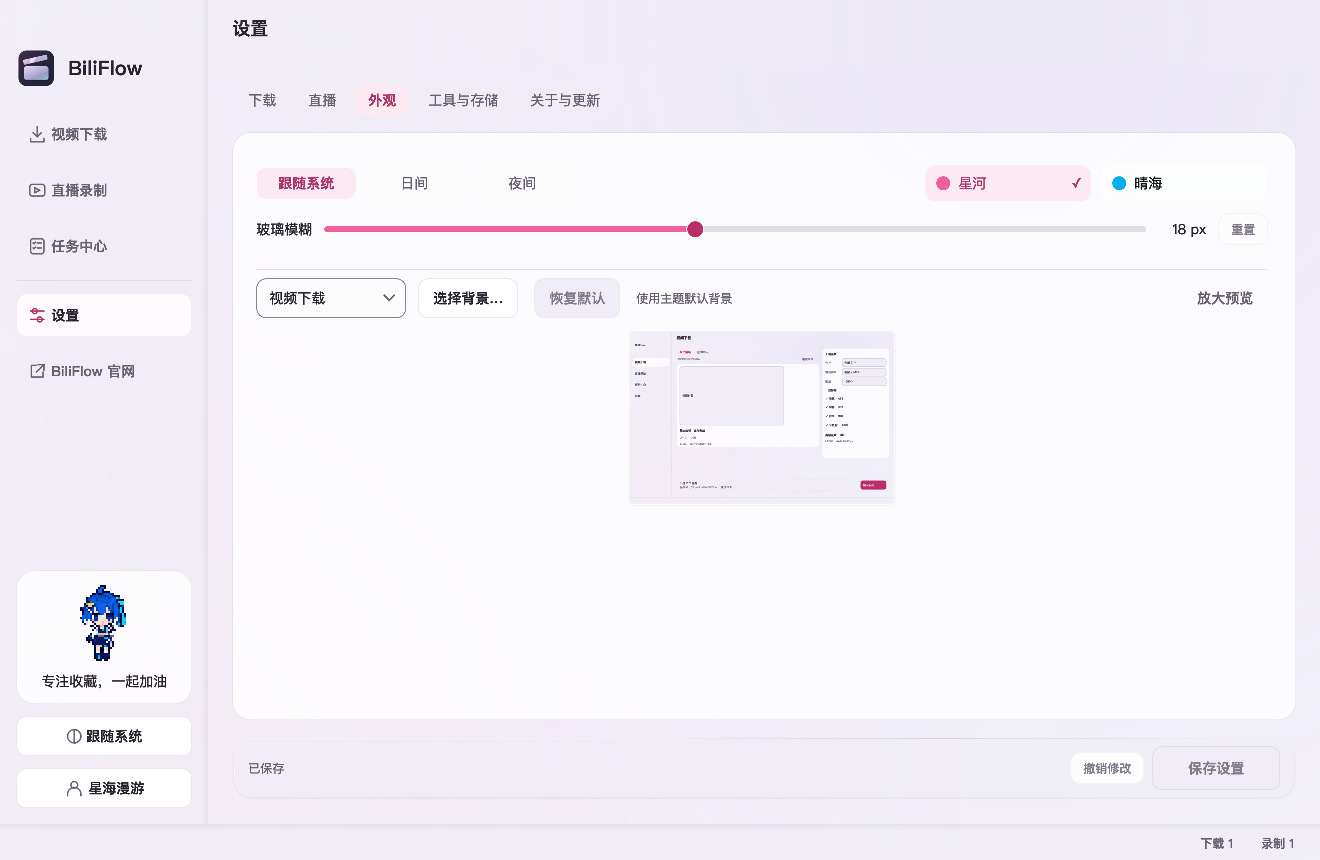 设置
BiliFlow
视频下载
直播录制
任务中心
设置
BiliFlow 官网
专注收藏，一起加油
跟随系统
星海漫游
下载
直播
外观
工具与存储
关于与更新
跟随系统
日间
夜间
星河
晴海
玻璃模糊
18 px
重置
视频下载
选择背景...
恢复默认
使用主题默认背景
放大预览
已保存
撤销修改
保存设置
下载 1
录制 1